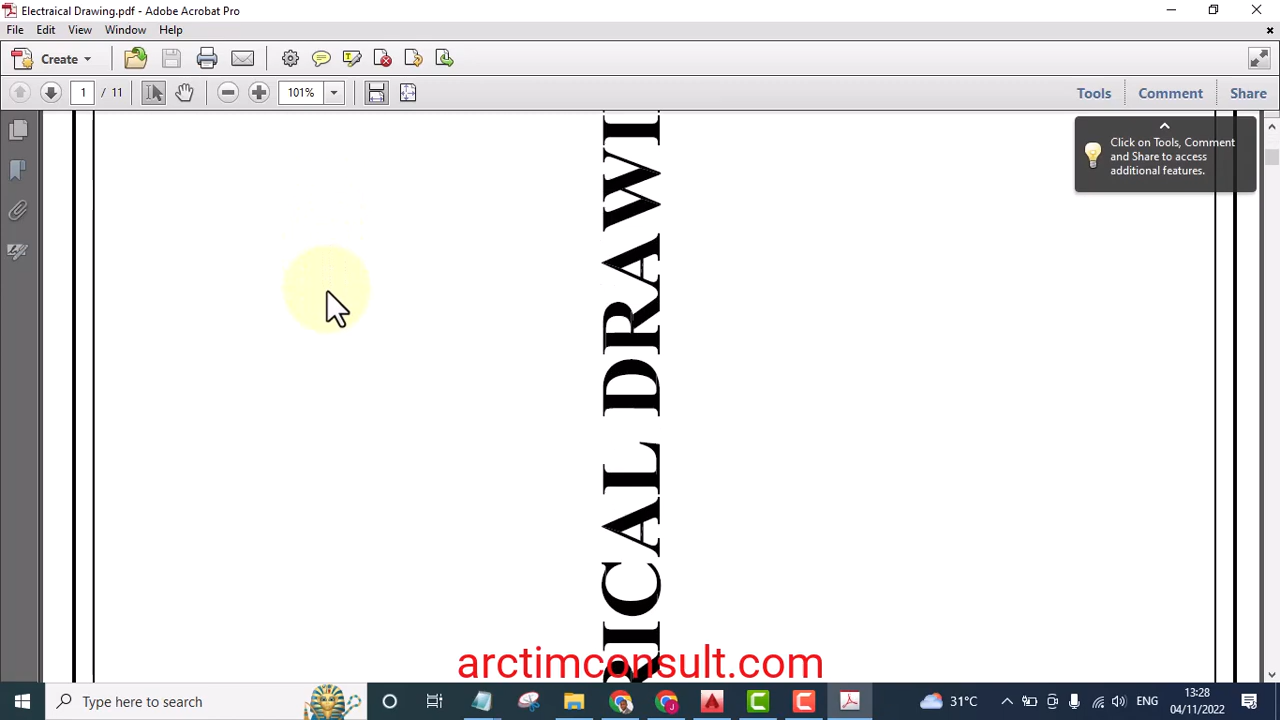 Electraical Drawing.pdf - Adobe Acrobat Pro
File Edit View Window Help
Create
1 / 11
101%
Tools Comment Share
Click on Tools, Comment
and Share to access
additional features.
RICAL DRAWI
arctimconsult.com
Type here to search
31°C
ENG
13:28
04/11/2022